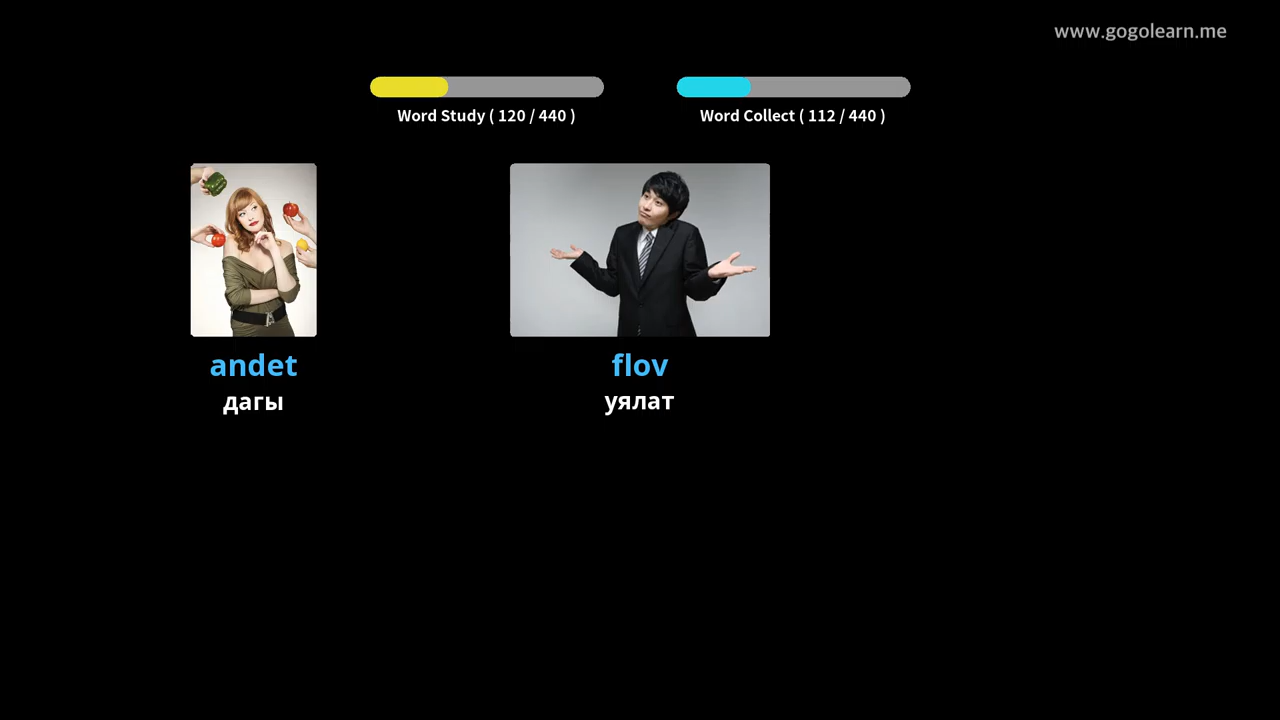 www.gogolearn.me
Word Study ( 120 / 440 )
Word Collect ( 112 / 440 )
andet
дагы
flov
уялат